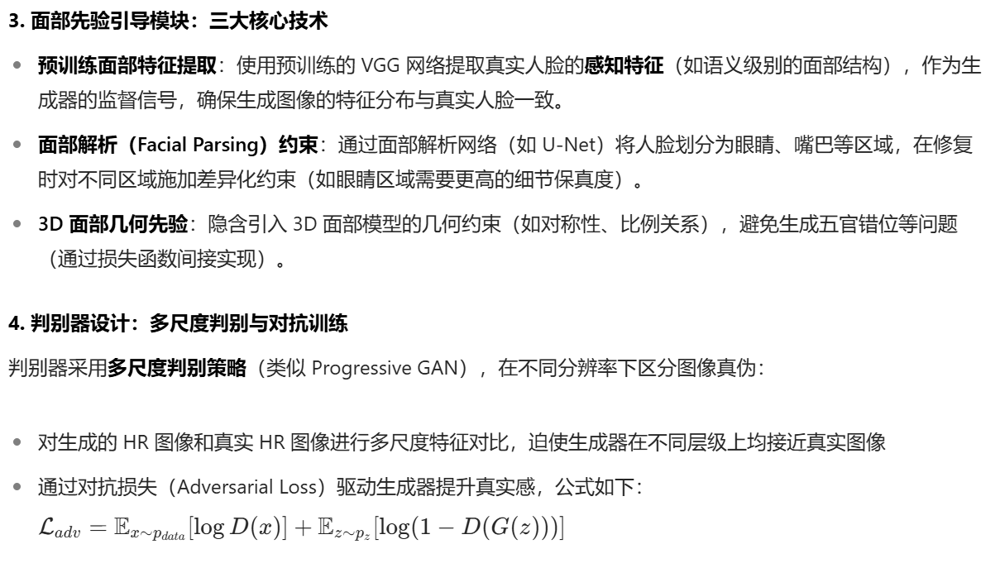 3. 面部先验引导模块：三大核心技术
• 预训练面部特征提取：使用预训练的 VGG 网络提取真实人脸的感知特征（如语义级别的面部结构），作为生
成器的监督信号，确保生成图像的特征分布与真实人脸一致。
• 面部解析（Facial Parsing）约束：通过面部解析网络（如 U-Net）将人脸划分为眼睛、嘴巴等区域，在修复
时对不同区域施加差异化约束（如眼睛区域需要更高的细节保真度）。
• 3D 面部几何先验：隐含引入 3D 面部模型的几何约束（如对称性、比例关系），避免生成五官错位等问题
（通过损失函数间接实现）。
4. 判别器设计：多尺度判别与对抗训练
判别器采用多尺度判别策略（类似 Progressive GAN），在不同分辨率下区分图像真伪：
• 对生成的 HR 图像和真实 HR 图像进行多尺度特征对比，迫使生成器在不同层级上均接近真实图像
• 通过对抗损失（Adversarial Loss）驱动生成器提升真实感，公式如下：
$\mathcal{L}_{adv} = \mathbb{E}_{x \sim p_{data}}[\log D(x)] + \mathbb{E}_{z \sim p_z}[\log(1 - D(G(z)))]$